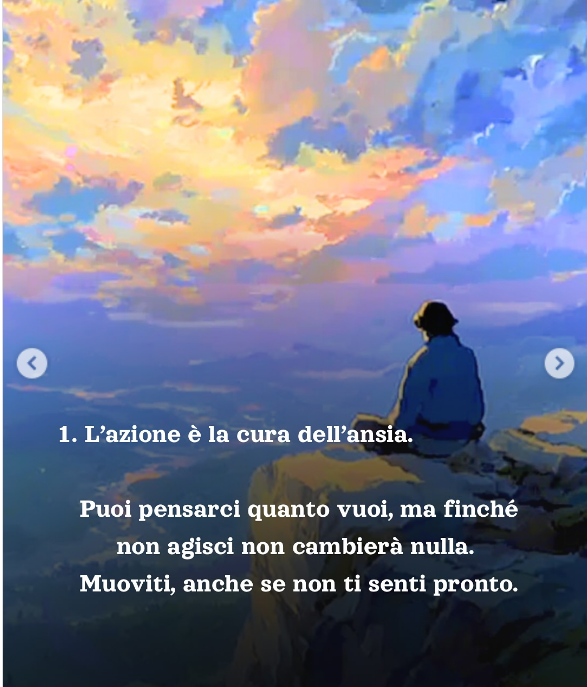 1. L’azione è la cura dell’ansia.
Puoi pensarci quanto vuoi, ma finché
non agisci non cambierà nulla.
Muoviti, anche se non ti senti pronto.